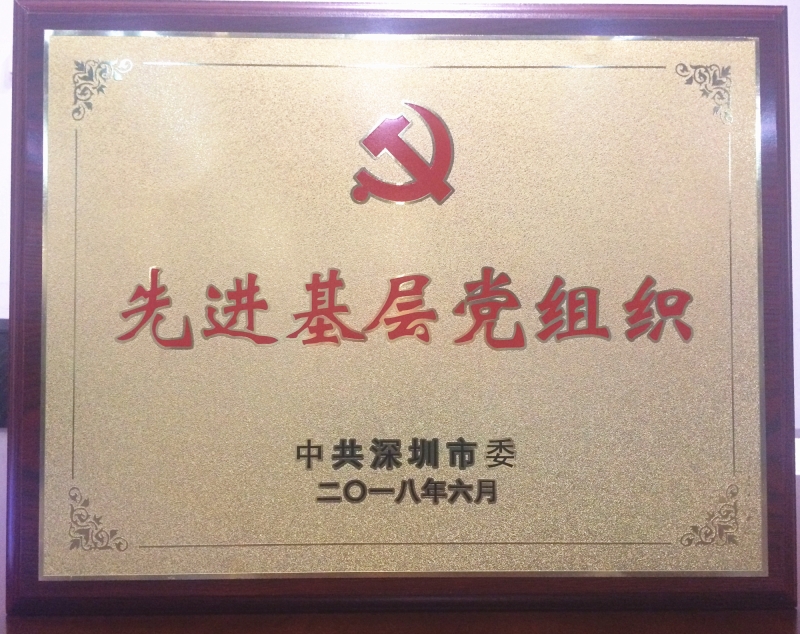 先进基层党组织
中共深圳市委
二〇一八年六月